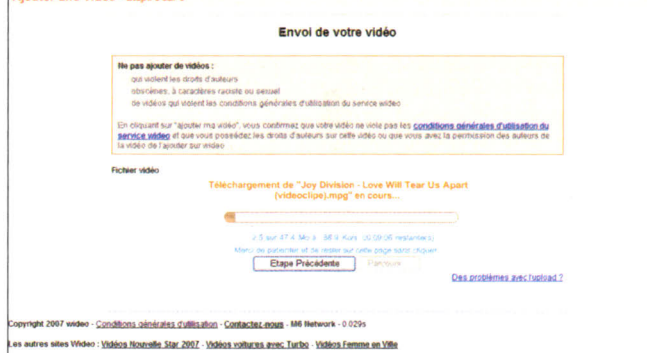 Envoi de votre vidéo
Ne pas ajouter de vidéos :
qui violent les droits d'auteurs
obscènes, à caractères raciste ou sexuel
de vidéos qui violent les conditions générales d'utilisation du service wideo
En cliquant sur "ajouter ma vidéo", vous confirmez que votre vidéo ne viole pas les conditions générales d'utilisation du
service wideo et que vous possédez les droits d'auteurs sur cette vidéo ou que vous avez la permission des auteurs de
la vidéo de l'ajouter sur wideo
Fichier vidéo
Téléchargement de "Joy Division - Love Will Tear Us Apart
(videoclipe).mpg" en cours...
Merci de patienter et de rester sur cette page sans cliquer
Etape Précédente Parcourir
Des problèmes avec l'upload ?
Copyright 2007 wideo - Conditions générales d'utilisation - Contactez-nous - M6 Network - 0.029s
Les autres sites Wideo : Vidéos Nouvelle Star 2007 - Vidéos voitures avec Turbo - Vidéos Femme en Ville